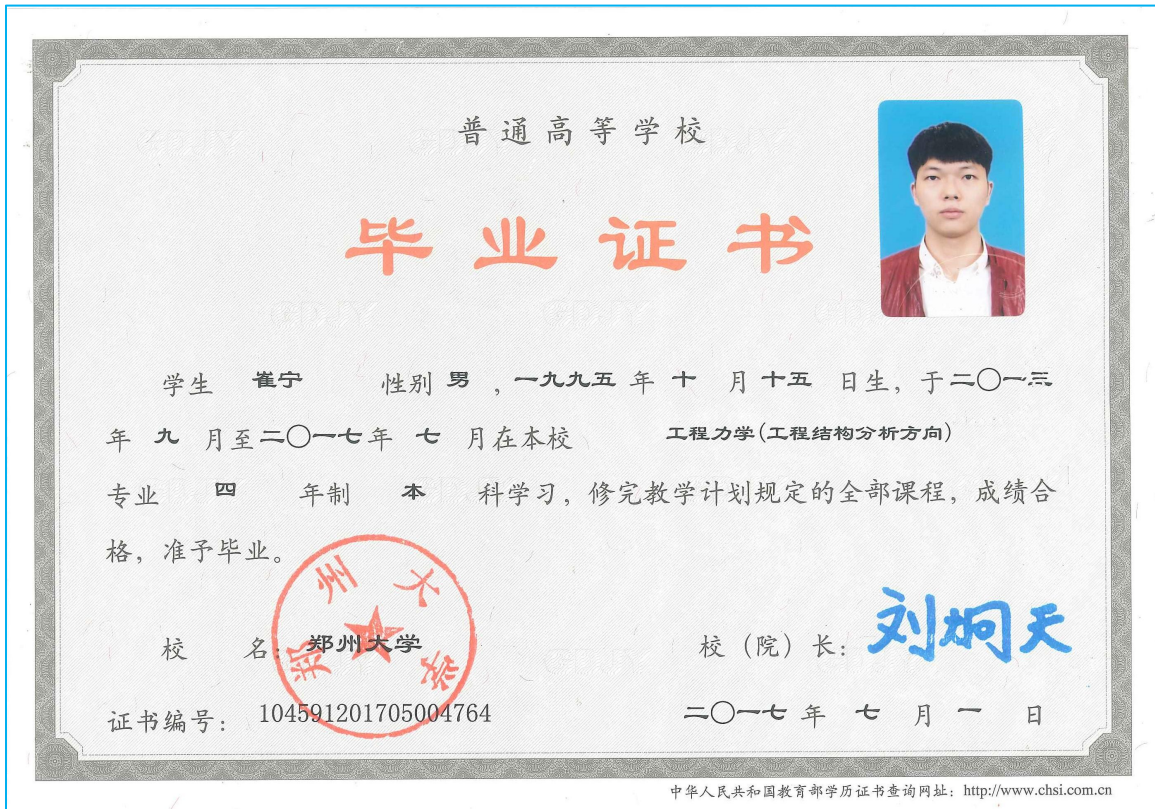 普通高等学校
毕业证书
学生 崔宁 性别 男 ，一九九五 年 十 月 十五 日生，于 二〇一三
年 九 月至 二〇一七 年 七 月在本校 工程力学(工程结构分析方向)
专业 四 年制 本 科学习，修完教学计划规定的全部课程，成绩合
格，准予毕业。
郑州大学
校 名：郑州大学 校（院）长：刘炯天
证书编号：104591201705004764 二〇一七 年 七 月 一 日
中华人民共和国教育部学历证书查询网址：http://www.chsi.com.cn